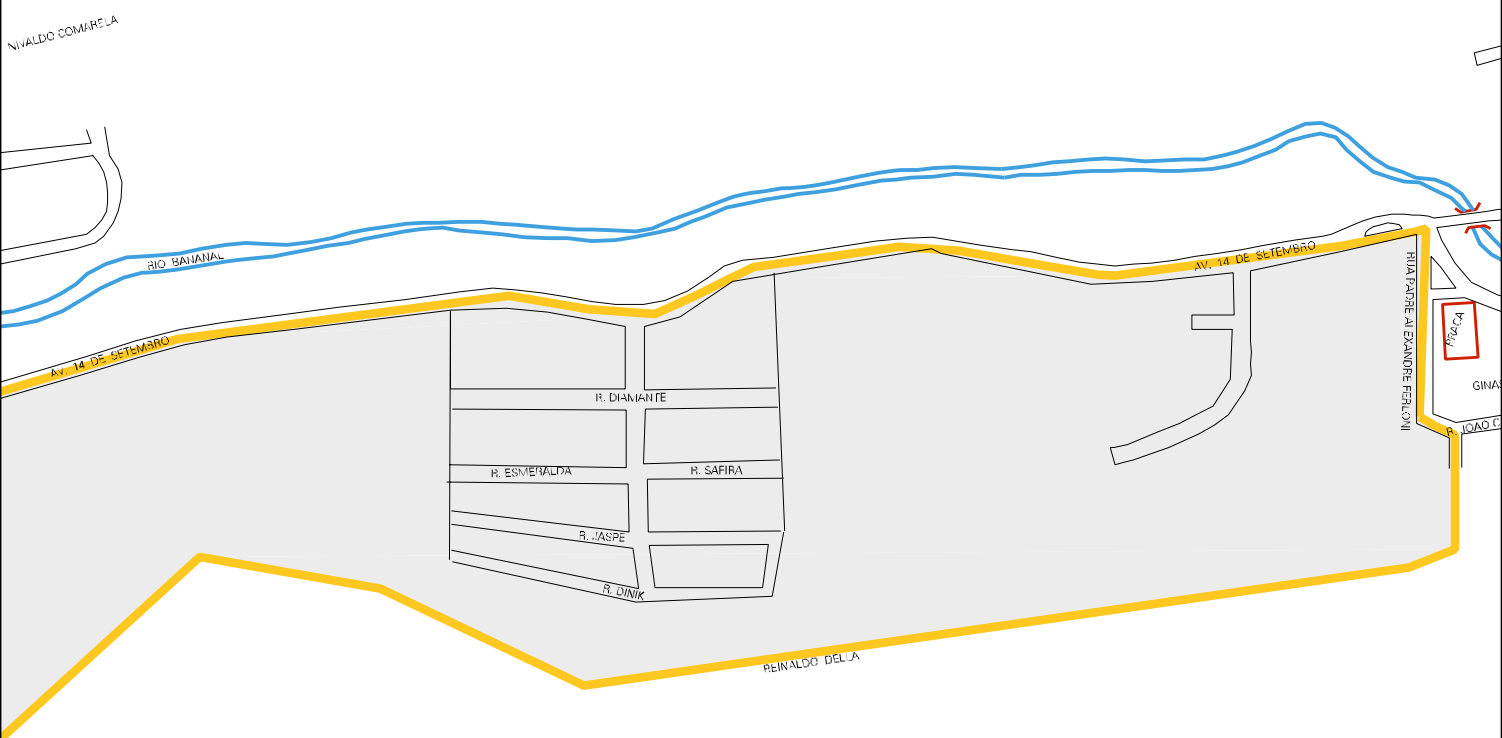 NIVALDO COMARELA
RIO BANANAL
AV. 14 DE SETEMBRO
AV. 14 DE SETEMBRO
RUA PADRE ALEXANDRE FERLONI
PRAÇA
GINAS
R. JOAO C
R. DIAMANTE
R. ESMERALDA
R. SAFIRA
R. JASPE
R. DINIK
REINALDO DELLA